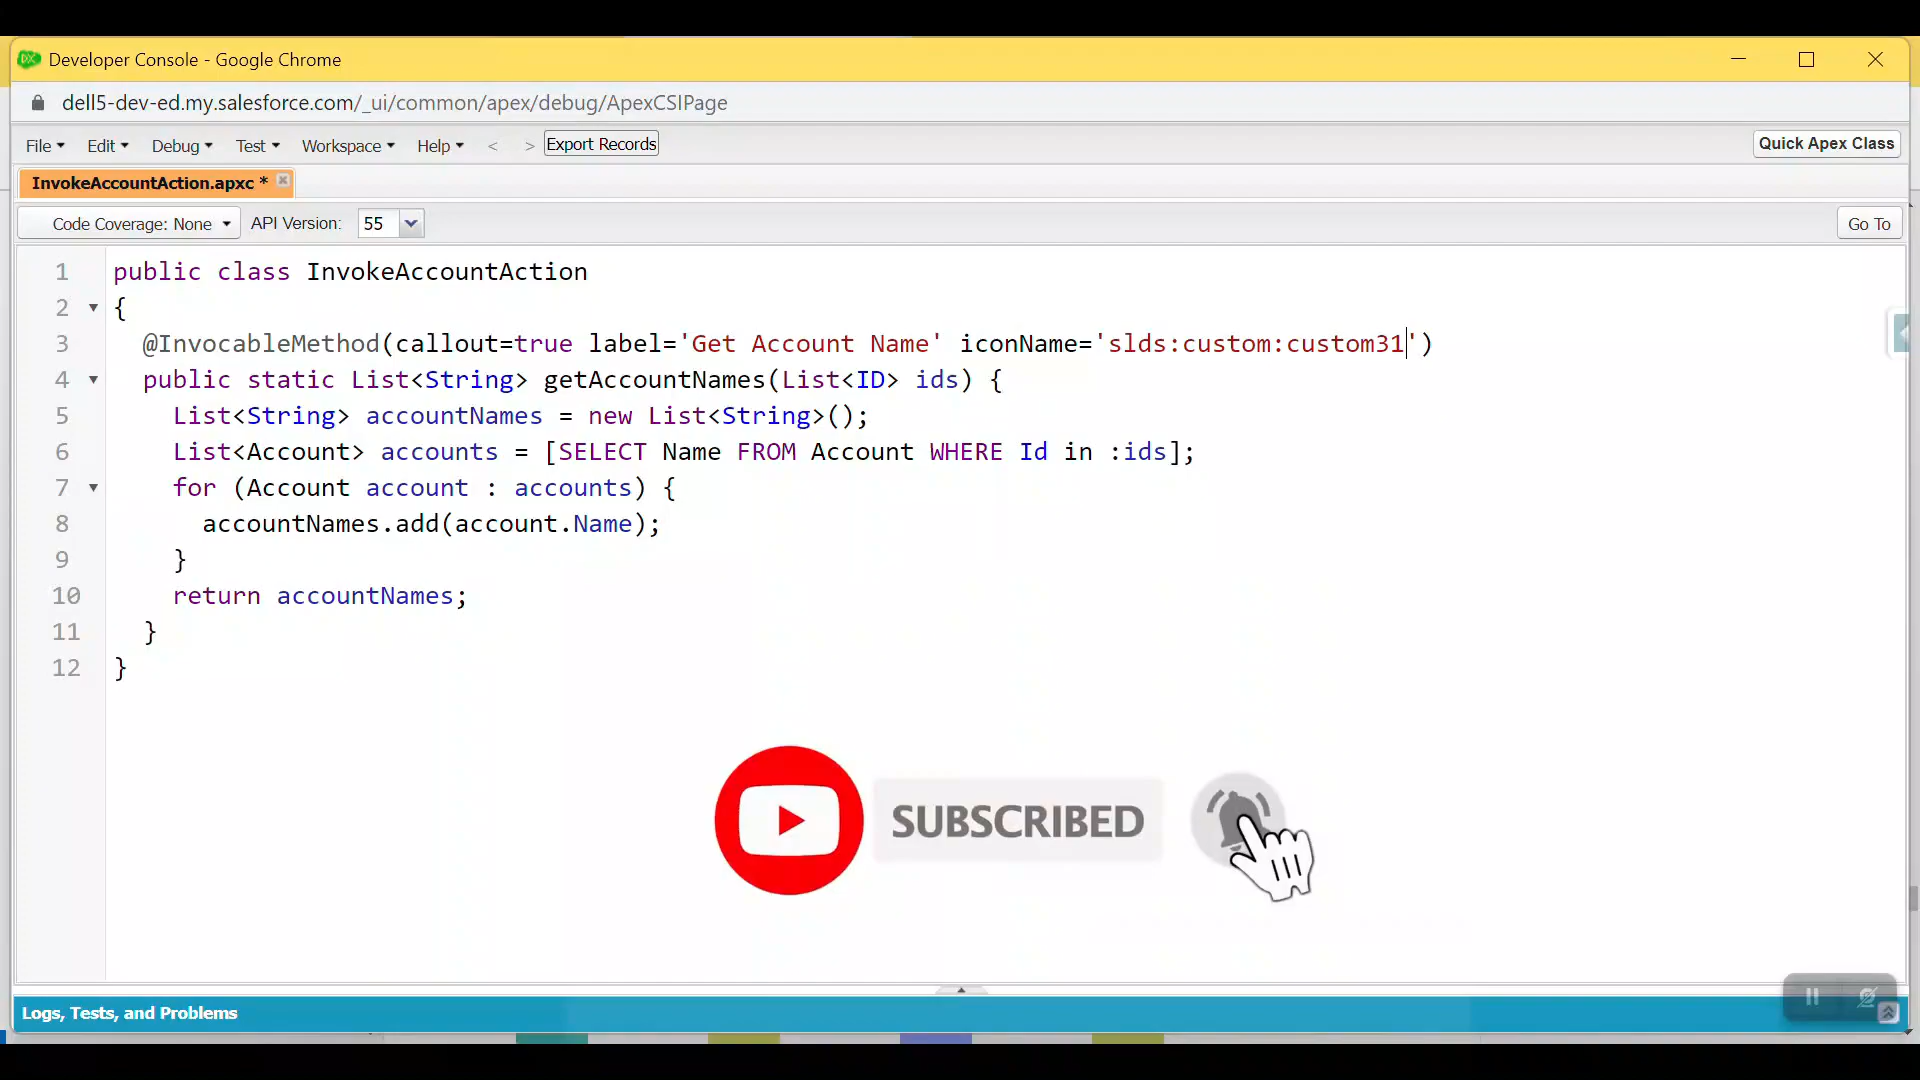 Developer Console - Google Chrome
dell5-dev-ed.my.salesforce.com/_ui/common/apex/debug/ApexCSIPage
File Edit Debug Test Workspace Help < > Export Records Quick Apex Class
InvokeAccountAction.apxc *
Code Coverage: None API Version: 55 Go To
1 public class InvokeAccountAction
2 {
3 @InvocableMethod(callout=true label='Get Account Name' iconName='slds:custom:custom31')
4 public static List<String> getAccountNames(List<ID> ids) {
5 List<String> accountNames = new List<String>();
6 List<Account> accounts = [SELECT Name FROM Account WHERE Id in :ids];
7 for (Account account : accounts) {
8 accountNames.add(account.Name);
9 }
10 return accountNames;
11 }
12 }
SUBSCRIBED
Logs, Tests, and Problems